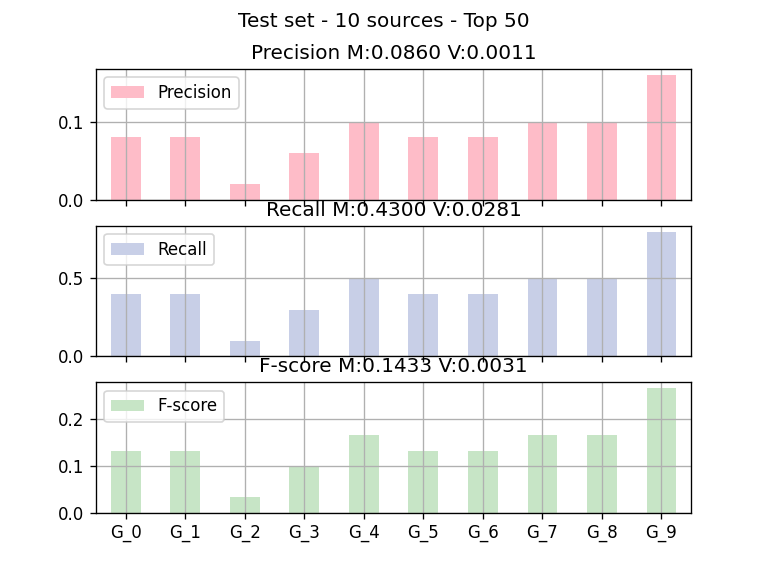 Test set - 10 sources - Top 50
Precision M:0.0860 V:0.0011
Precision
0.1
0.0
Recall M:0.4300 V:0.0281
Recall
0.5
0.0
F-score M:0.1433 V:0.0031
F-score
0.2
0.1
0.0
G_0 G_1 G_2 G_3 G_4 G_5 G_6 G_7 G_8 G_9